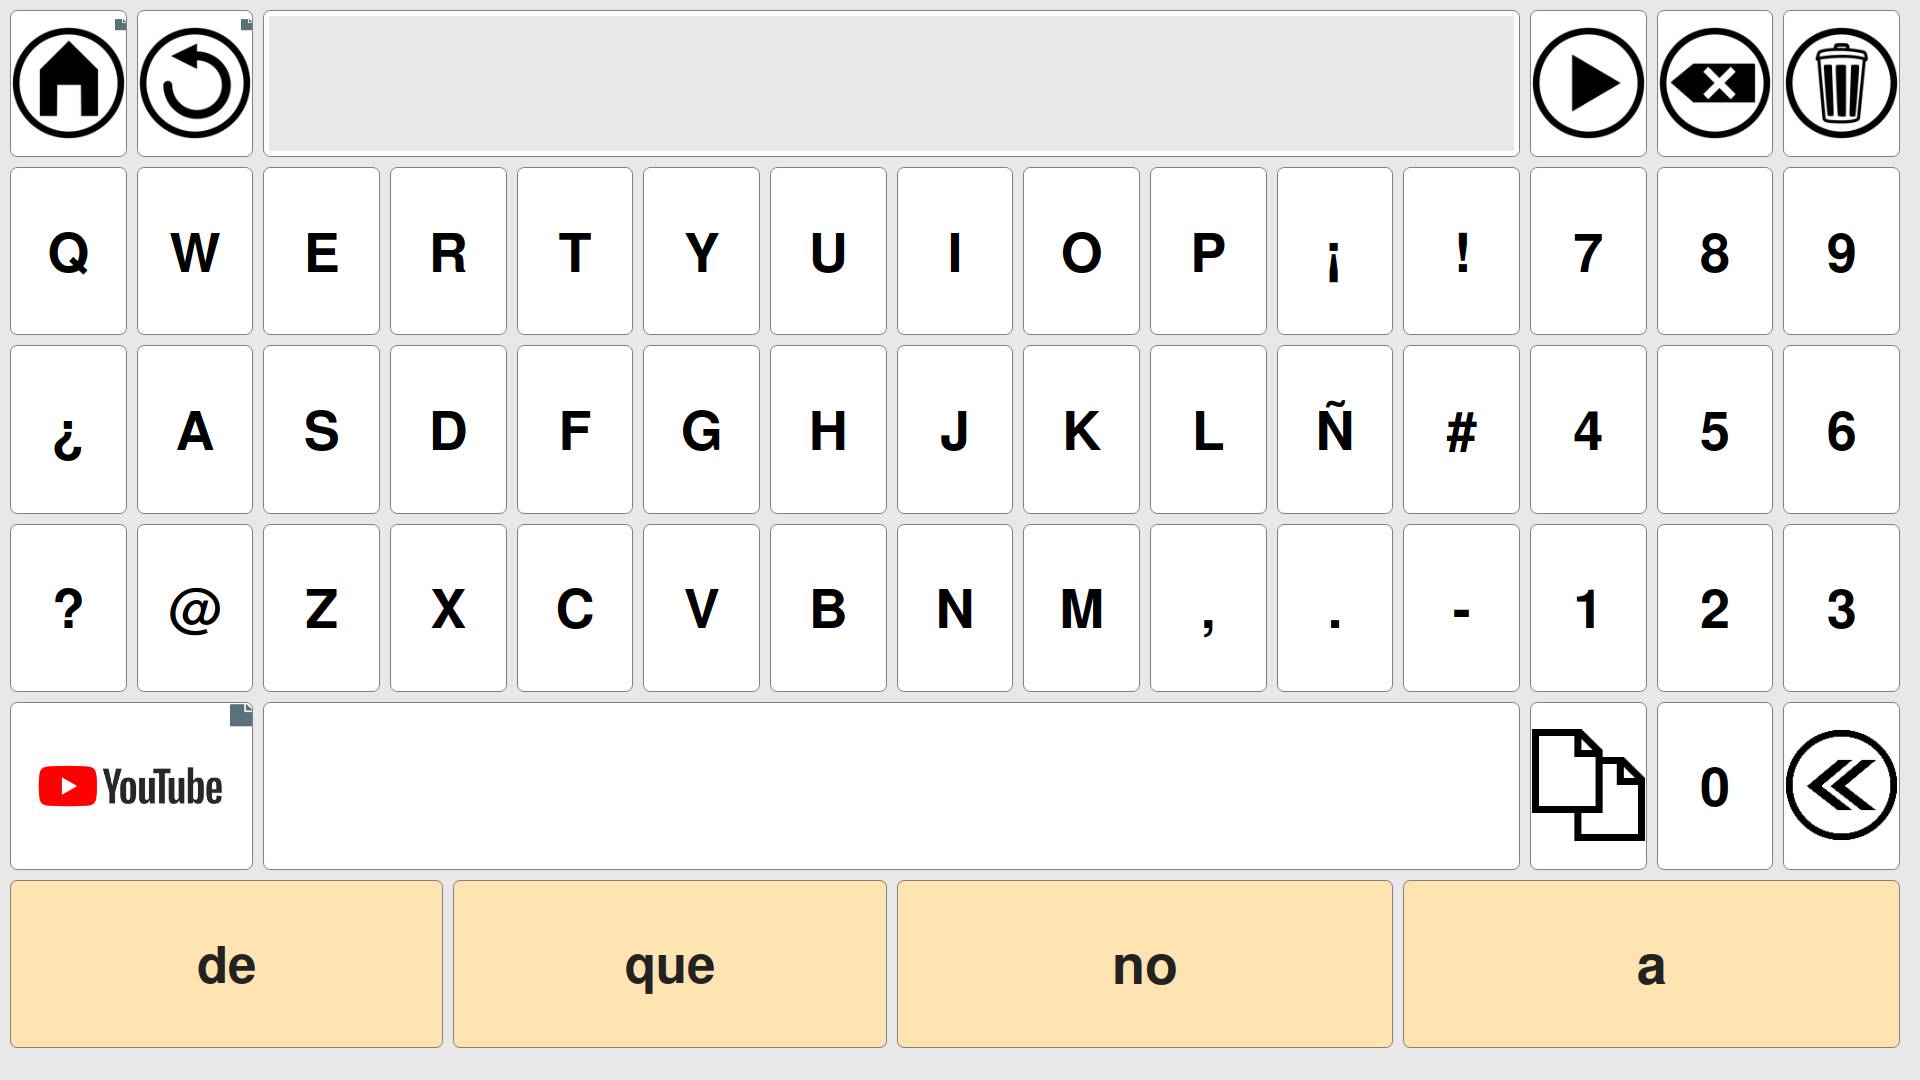 Q W E R T Y U I O P ¡ ! 7 8 9
¿ A S D F G H J K L Ñ # 4 5 6
? @ Z X C V B N M , . - 1 2 3
YouTube 0
de que no a